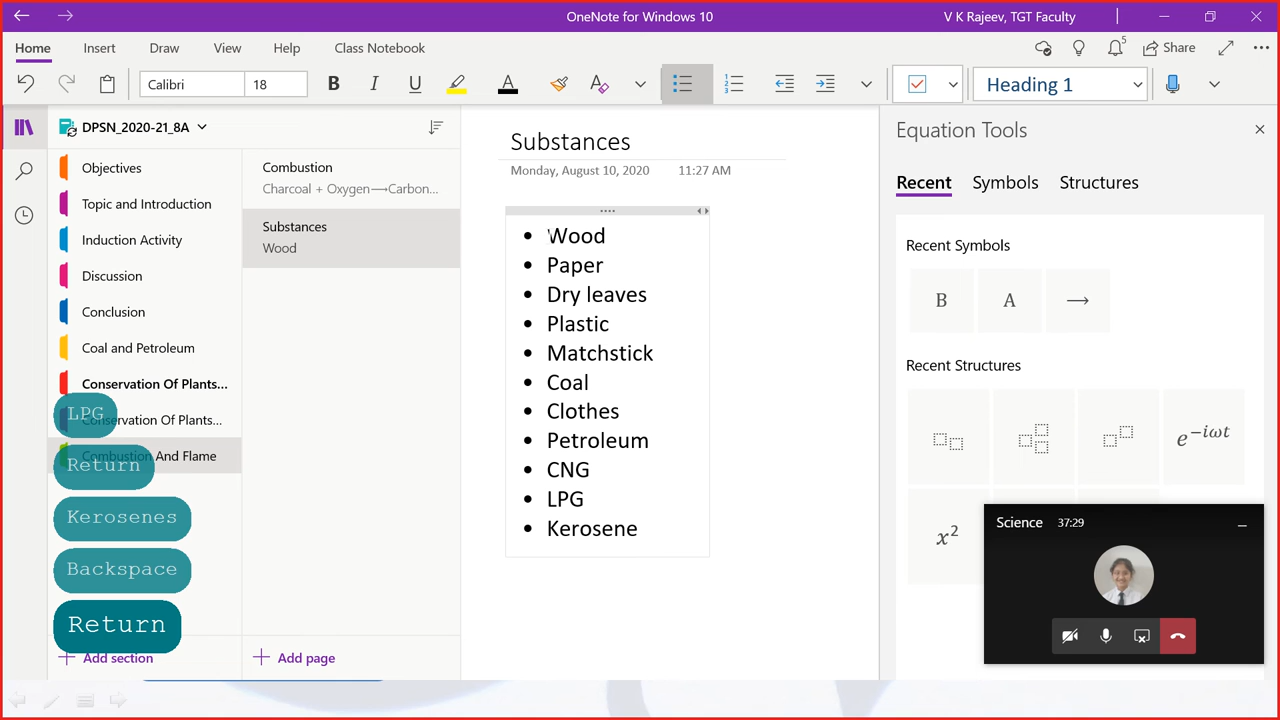 OneNote for Windows 10
V K Rajeev, TGT Faculty
Home Insert Draw View Help Class Notebook
5
Share
Calibri 18 B I U A A
Heading 1
DPSN_2020-21_8A
Objectives
Topic and Introduction
Induction Activity
Discussion
Conclusion
Coal and Petroleum
Conservation Of Plants...
Conservation Of Plants...
Combustion And Flame
LPG
Return
Kerosenes
Backspace
Return
Add section
Combustion
Charcoal + Oxygen⟶Carbon...
Substances
Wood
Add page
Substances
Monday, August 10, 2020 11:27 AM
• Wood
• Paper
• Dry leaves
• Plastic
• Matchstick
• Coal
• Clothes
• Petroleum
• CNG
• LPG
• Kerosene
Equation Tools
Recent Symbols Structures
Recent Symbols
B A →
Recent Structures
e^{-iωt}
x²
Science 37:29